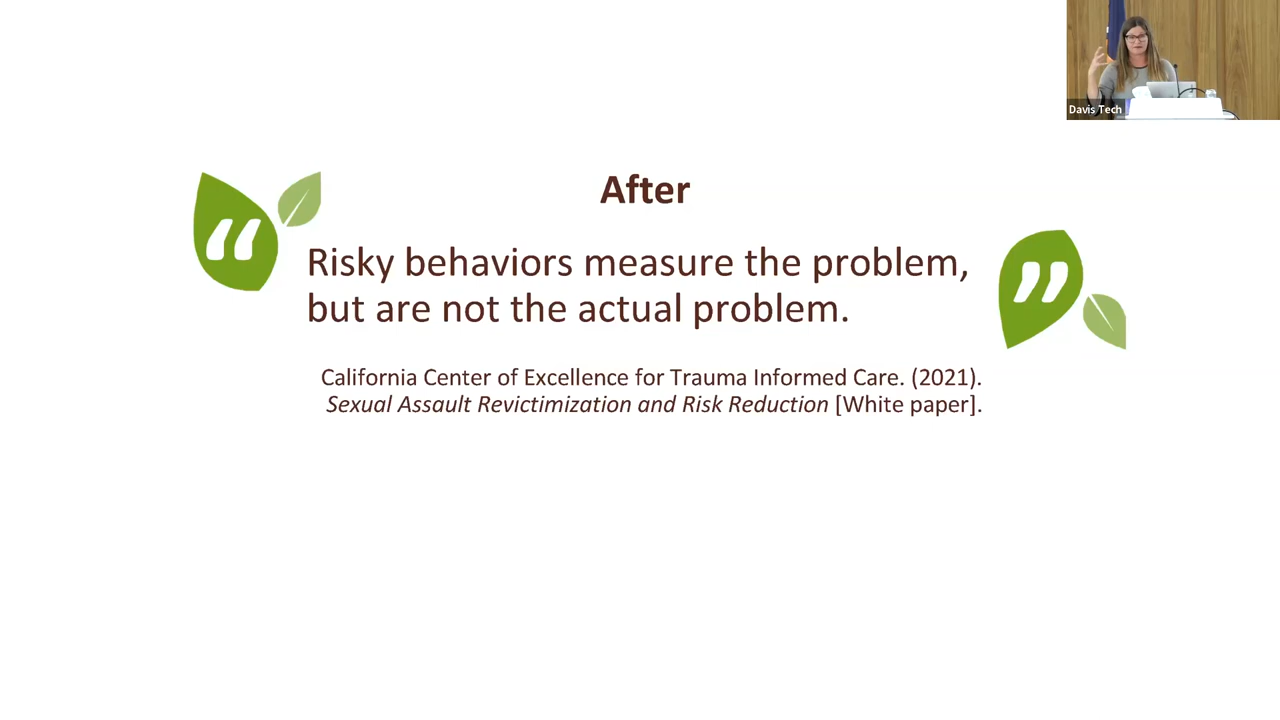 Davis Tech
After
“
Risky behaviors measure the problem,
but are not the actual problem.
”
California Center of Excellence for Trauma Informed Care. (2021).
Sexual Assault Revictimization and Risk Reduction [White paper].